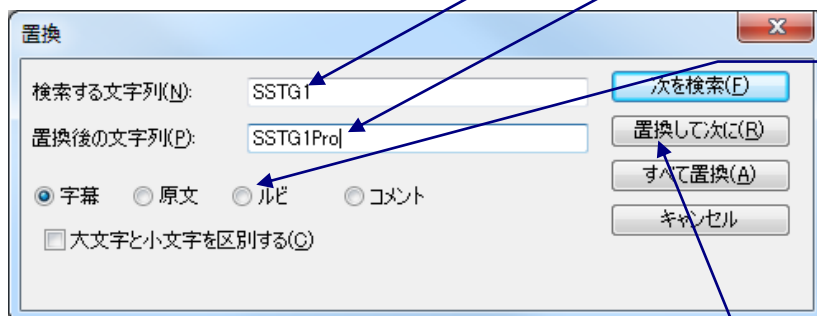 置換
検索する文字列(N): SSTG1 次を検索(F)
置換後の文字列(P): SSTG1Pro 置換して次に(R)
すべて置換(A)
字幕 原文 ルビ コメント
キャンセル
大文字と小文字を区別する(C)